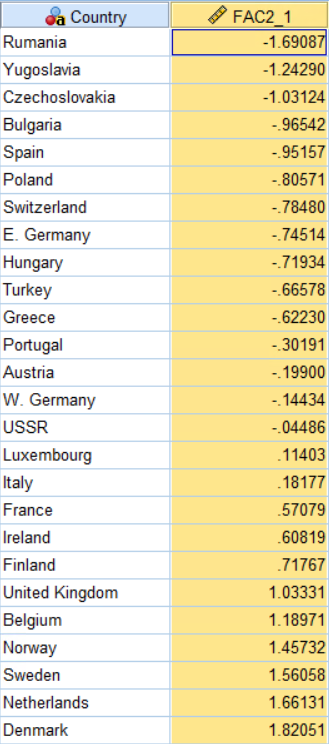 Country FAC2_1
Rumania -1.69087
Yugoslavia -1.24290
Czechoslovakia -1.03124
Bulgaria -.96542
Spain -.95157
Poland -.80571
Switzerland -.78480
E. Germany -.74514
Hungary -.71934
Turkey -.66578
Greece -.62230
Portugal -.30191
Austria -.19900
W. Germany -.14434
USSR -.04486
Luxembourg .11403
Italy .18177
France .57079
Ireland .60819
Finland .71767
United Kingdom 1.03331
Belgium 1.18971
Norway 1.45732
Sweden 1.56058
Netherlands 1.66131
Denmark 1.82051